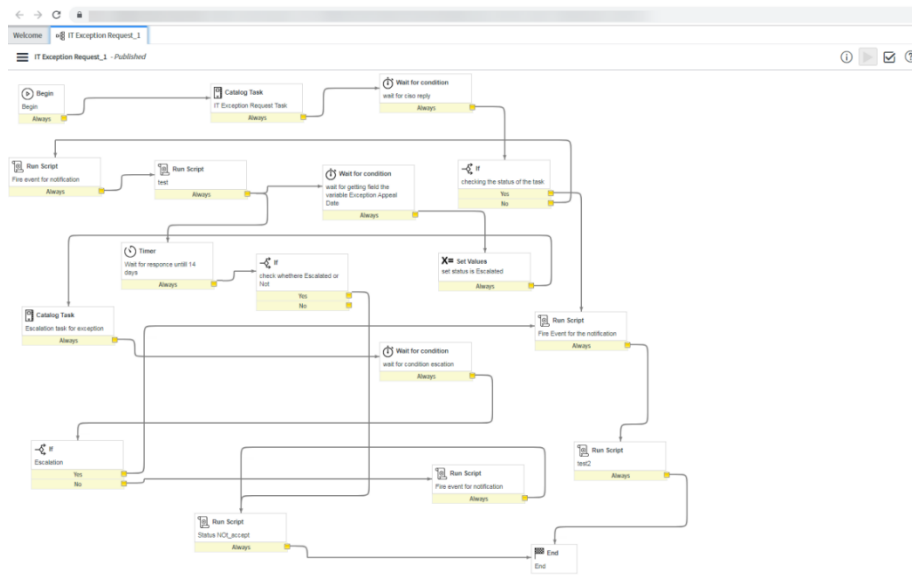 Welcome
IT Exception Request_1
IT Exception Request_1 - Published
Begin
Begin
Always
Catalog Task
IT Exception Request Task
Always
Wait for condition
wait for ciso reply
Always
Run Script
Fire event for notification
Always
Run Script
test
Always
Wait for condition
wait for getting field the
variable Exception Appeal
Date
Always
If
checking the status of the task
Yes
No
Timer
Wait for responce untill 14
days
Always
If
check whethere Escalated or
Not
Yes
No
X= Set Values
set status is Escalated
Always
Catalog Task
Escalation task for exception
Always
Wait for condition
wait for condition escation
Always
Run Script
Fire Event for the notification
Always
If
Escalation
Yes
No
Run Script
Fire event for notification
Always
Run Script
test2
Always
Run Script
Status NOt_accept
Always
End
End